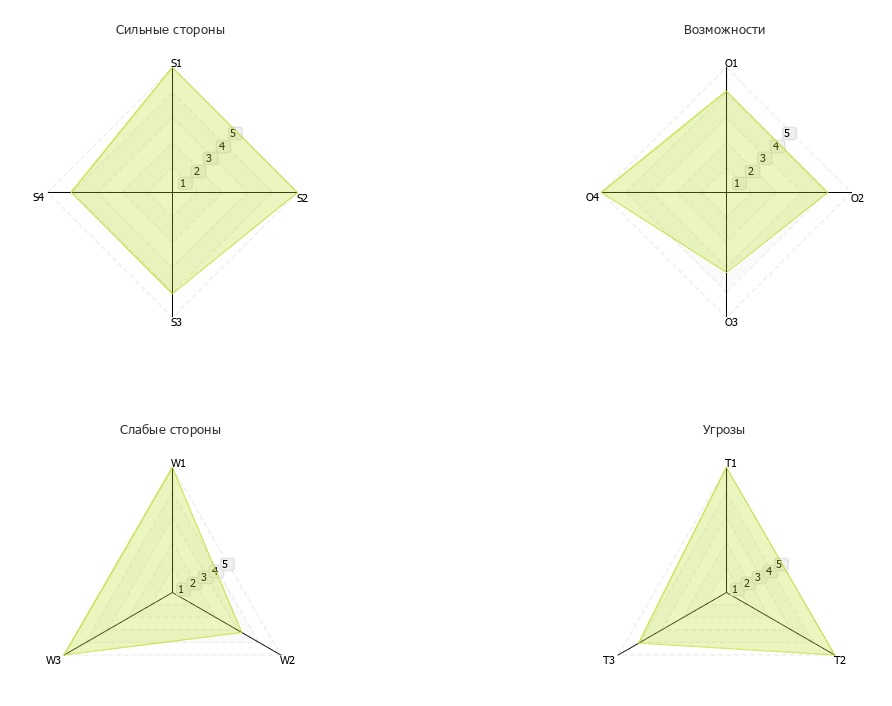 Сильные стороны
S1
5
4
3
2
1
S4
S2
S3
Возможности
O1
5
4
3
2
1
O4
O2
O3
Слабые стороны
W1
5
4
3
2
1
W3
W2
Угрозы
T1
5
4
3
2
1
T3
T2